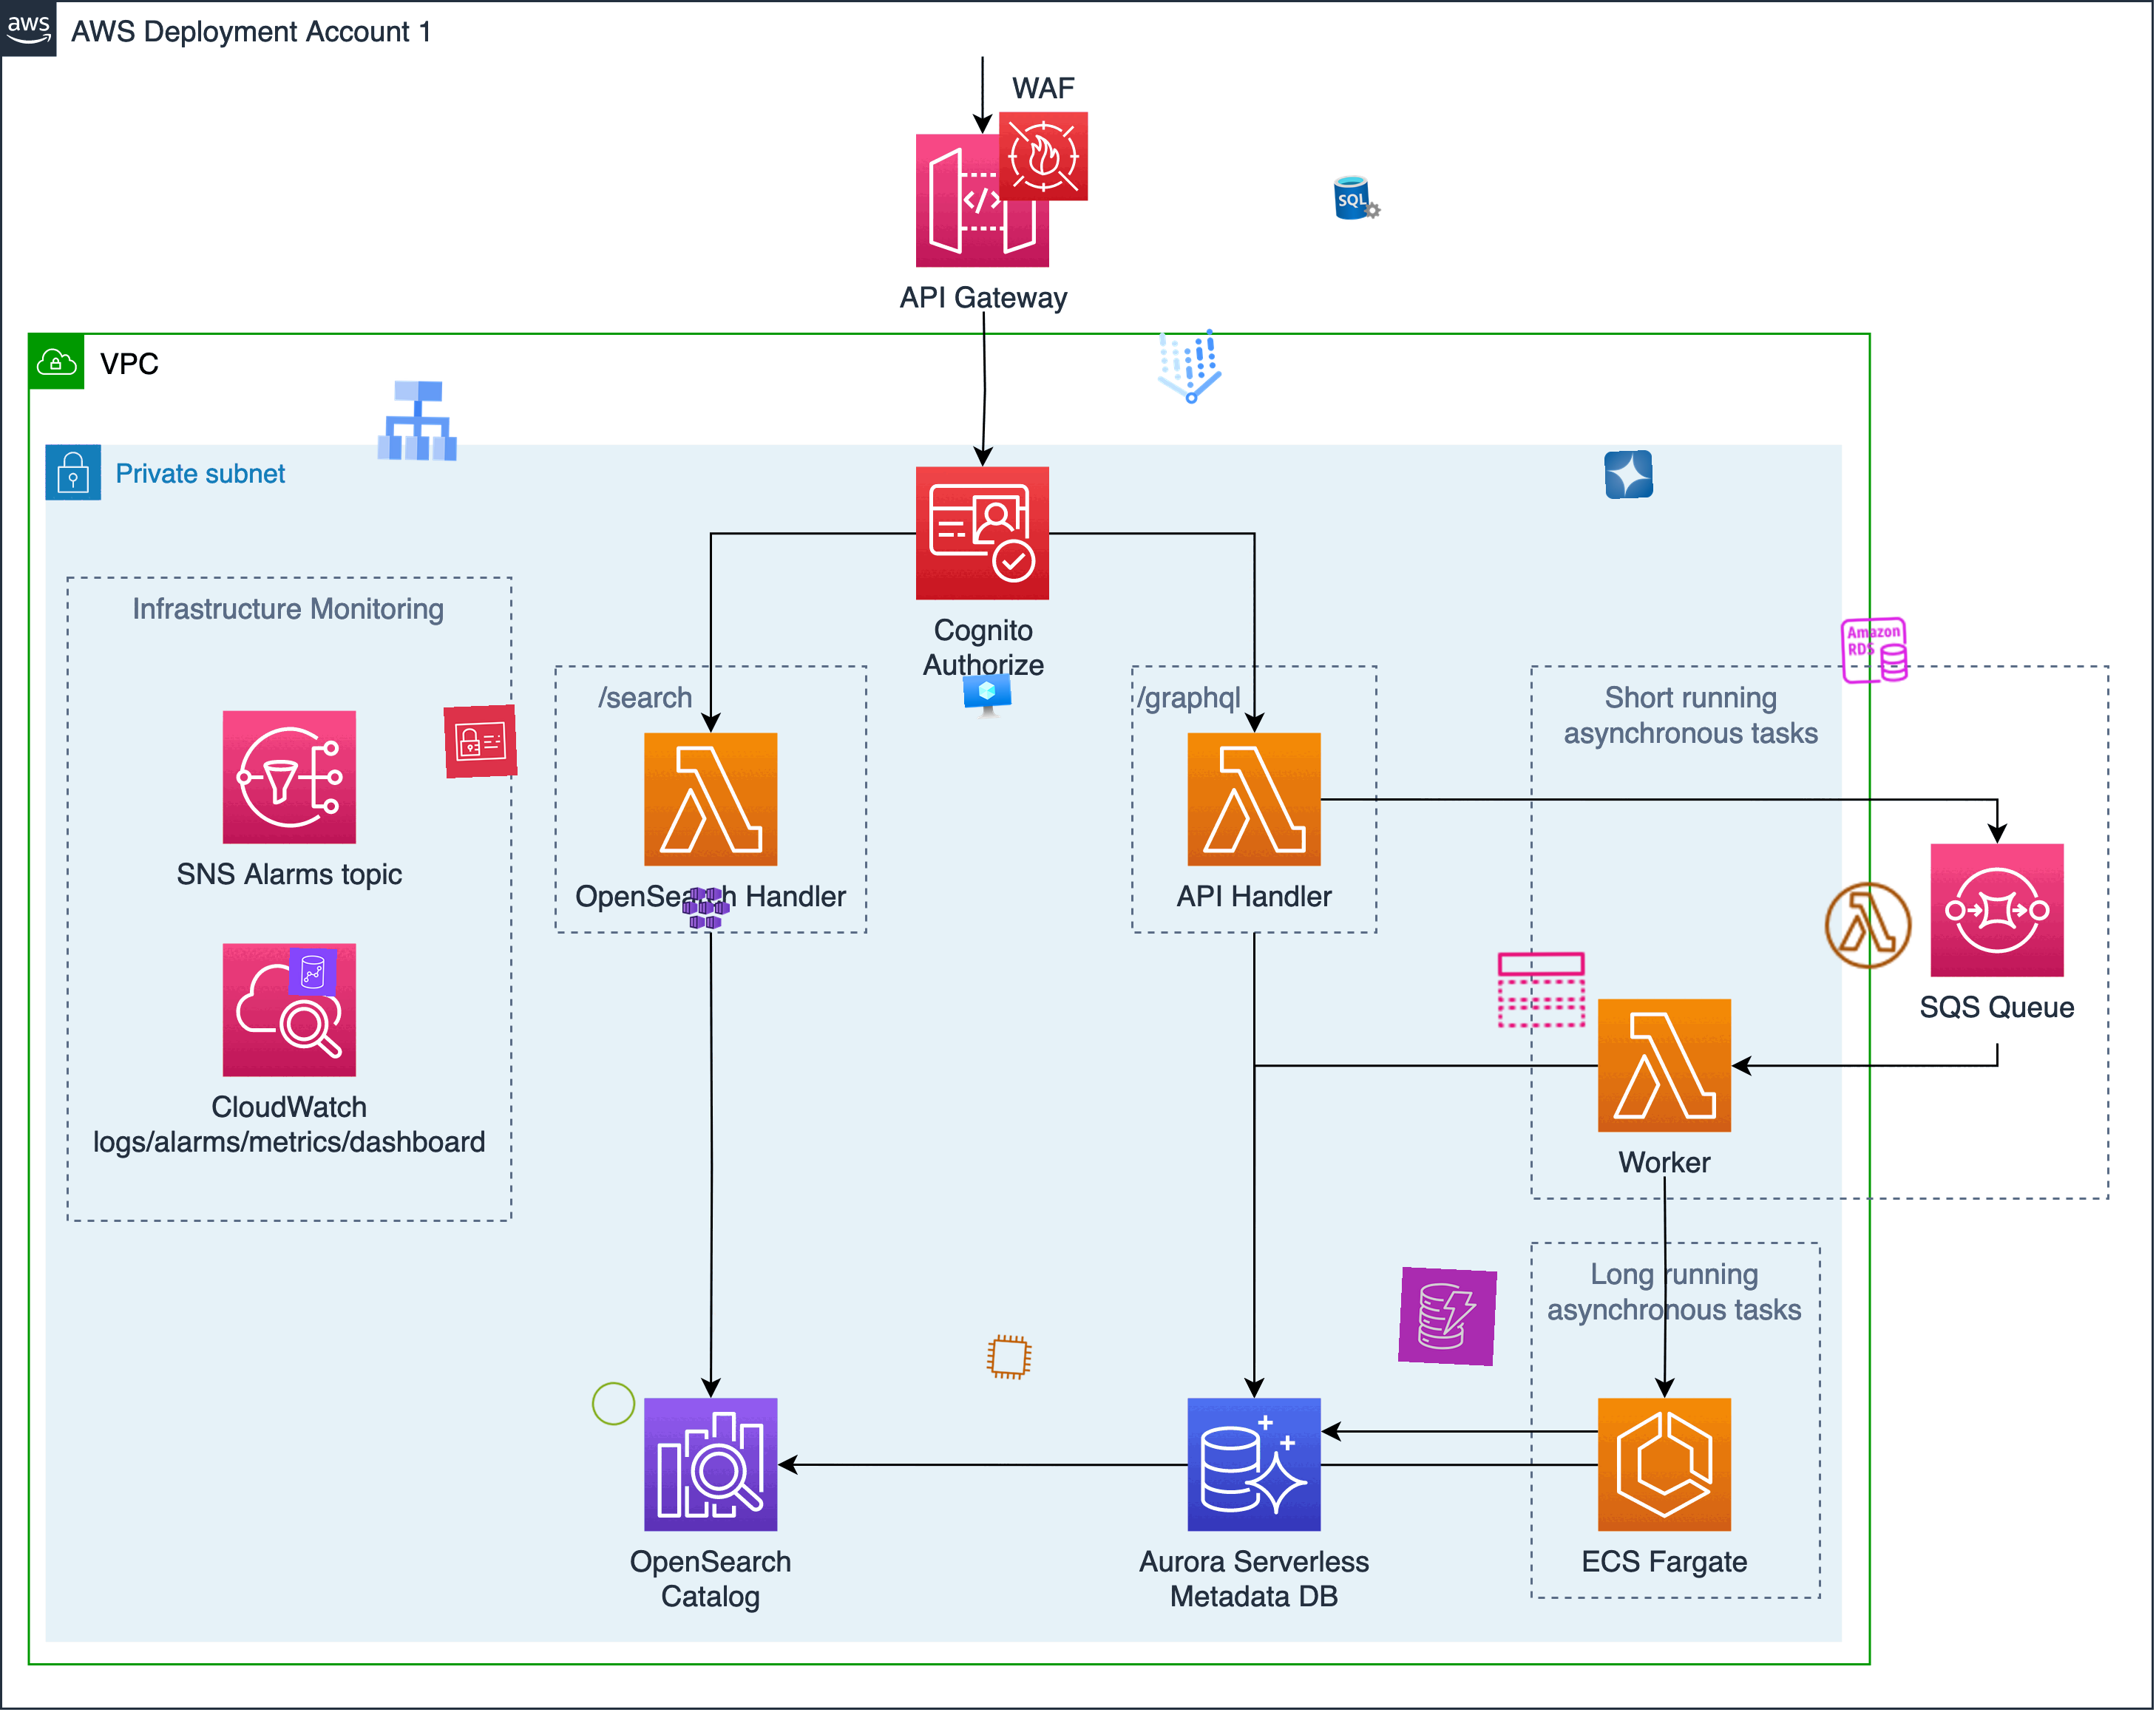 aws
AWS Deployment Account 1
WAF
SQL
API Gateway
VPC
Private subnet
Infrastructure Monitoring
Cognito
Authorize
Amazon
RDS
/search
/graphql
Short running
asynchronous tasks
SNS Alarms topic
OpenSearch Handler
API Handler
SQS Queue
CloudWatch
logs/alarms/metrics/dashboard
Worker
Long running
asynchronous tasks
OpenSearch
Catalog
Aurora Serverless
Metadata DB
ECS Fargate